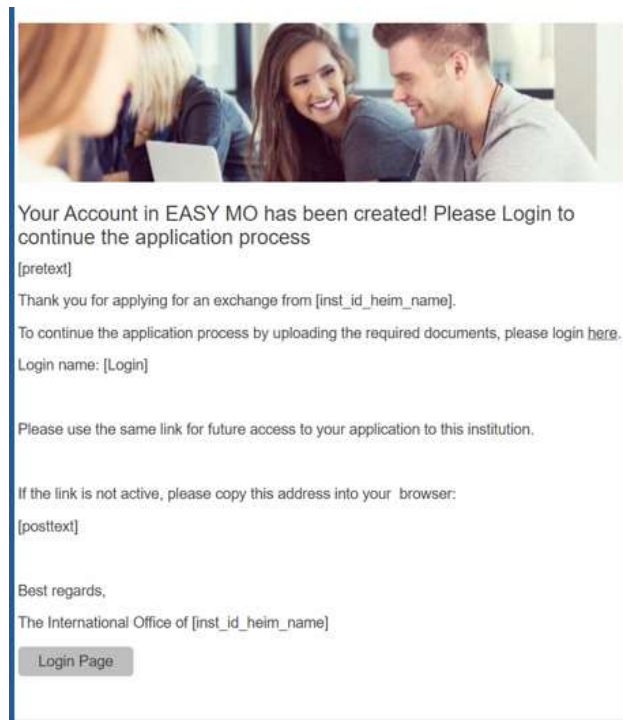 Your Account in EASY MO has been created! Please Login to
continue the application process
[pretext]
Thank you for applying for an exchange from [inst_id_heim_name].
To continue the application process by uploading the required documents, please login here.
Login name: [Login]
Please use the same link for future access to your application to this institution.
If the link is not active, please copy this address into your browser:
[posttext]
Best regards,
The International Office of [inst_id_heim_name]
Login Page